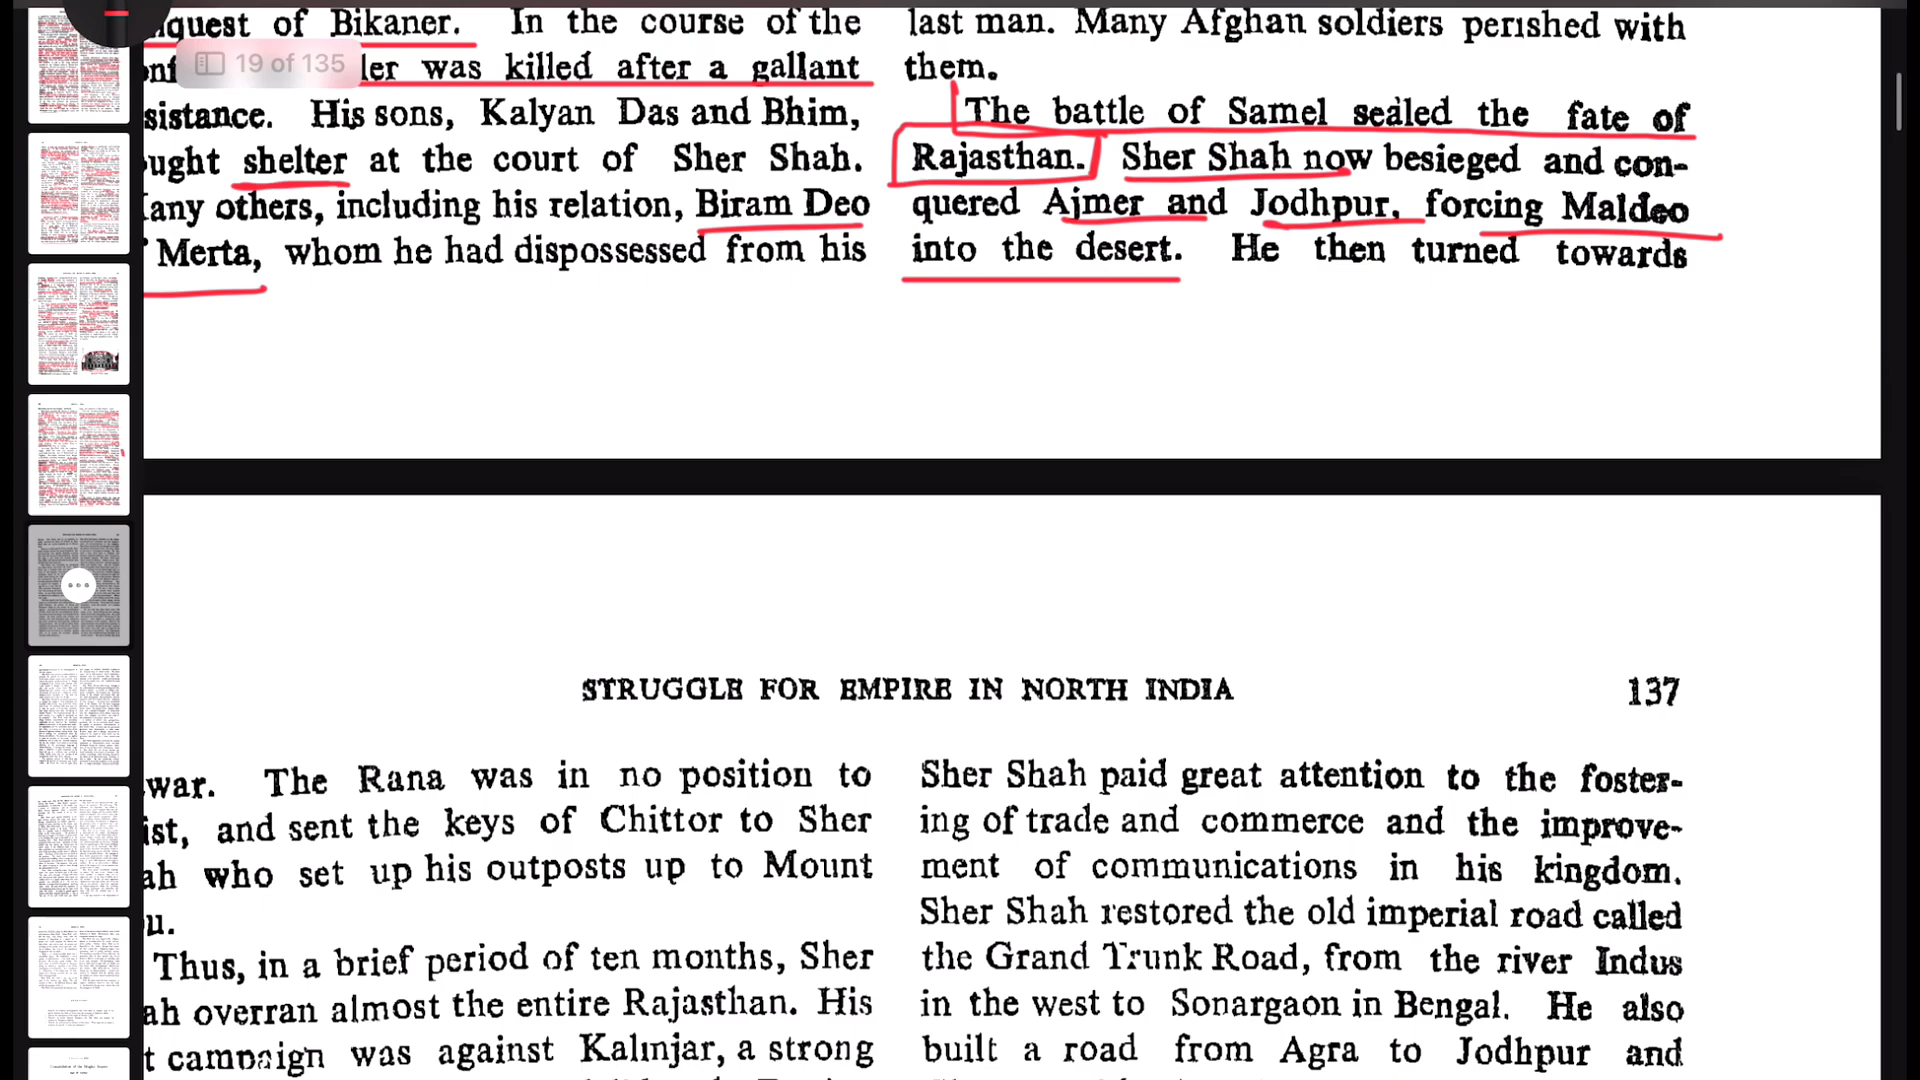 nquest of Bikaner. In the course of the
19 of 135
ler was killed after a gallant
sistance. His sons, Kalyan Das and Bhim,
ought shelter at the court of Sher Shah.
any others, including his relation, Biram Deo
Merta, whom he had dispossessed from his
last man. Many Afghan soldiers perished with
them.
The battle of Samel sealed the fate of
Rajasthan. Sher Shah now besieged and con-
quered Ajmer and Jodhpur, forcing Maldeo
into the desert. He then turned towards
STRUGGLE FOR EMPIRE IN NORTH INDIA
137
war. The Rana was in no position to
ist, and sent the keys of Chittor to Sher
ah who set up his outposts up to Mount
u.
Thus, in a brief period of ten months, Sher
ah overran almost the entire Rajasthan. His
t campaign was against Kalinjar, a strong
Sher Shah paid great attention to the foster-
ing of trade and commerce and the improve-
ment of communications in his kingdom.
Sher Shah restored the old imperial road called
the Grand Trunk Road, from the river Indus
in the west to Sonargaon in Bengal. He also
built a road from Agra to Jodhpur and